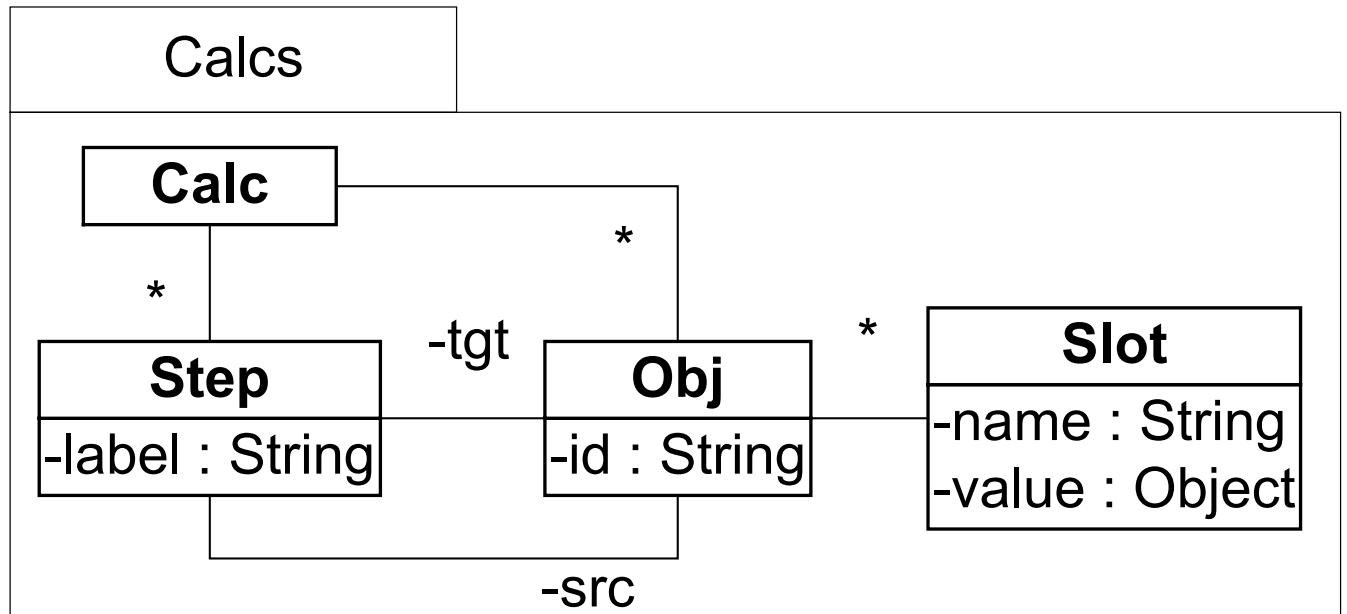 Calcs
Calc
*
*
-tgt
*
Step
-label : String
Obj
-id : String
Slot
-name : String
-value : Object
-src